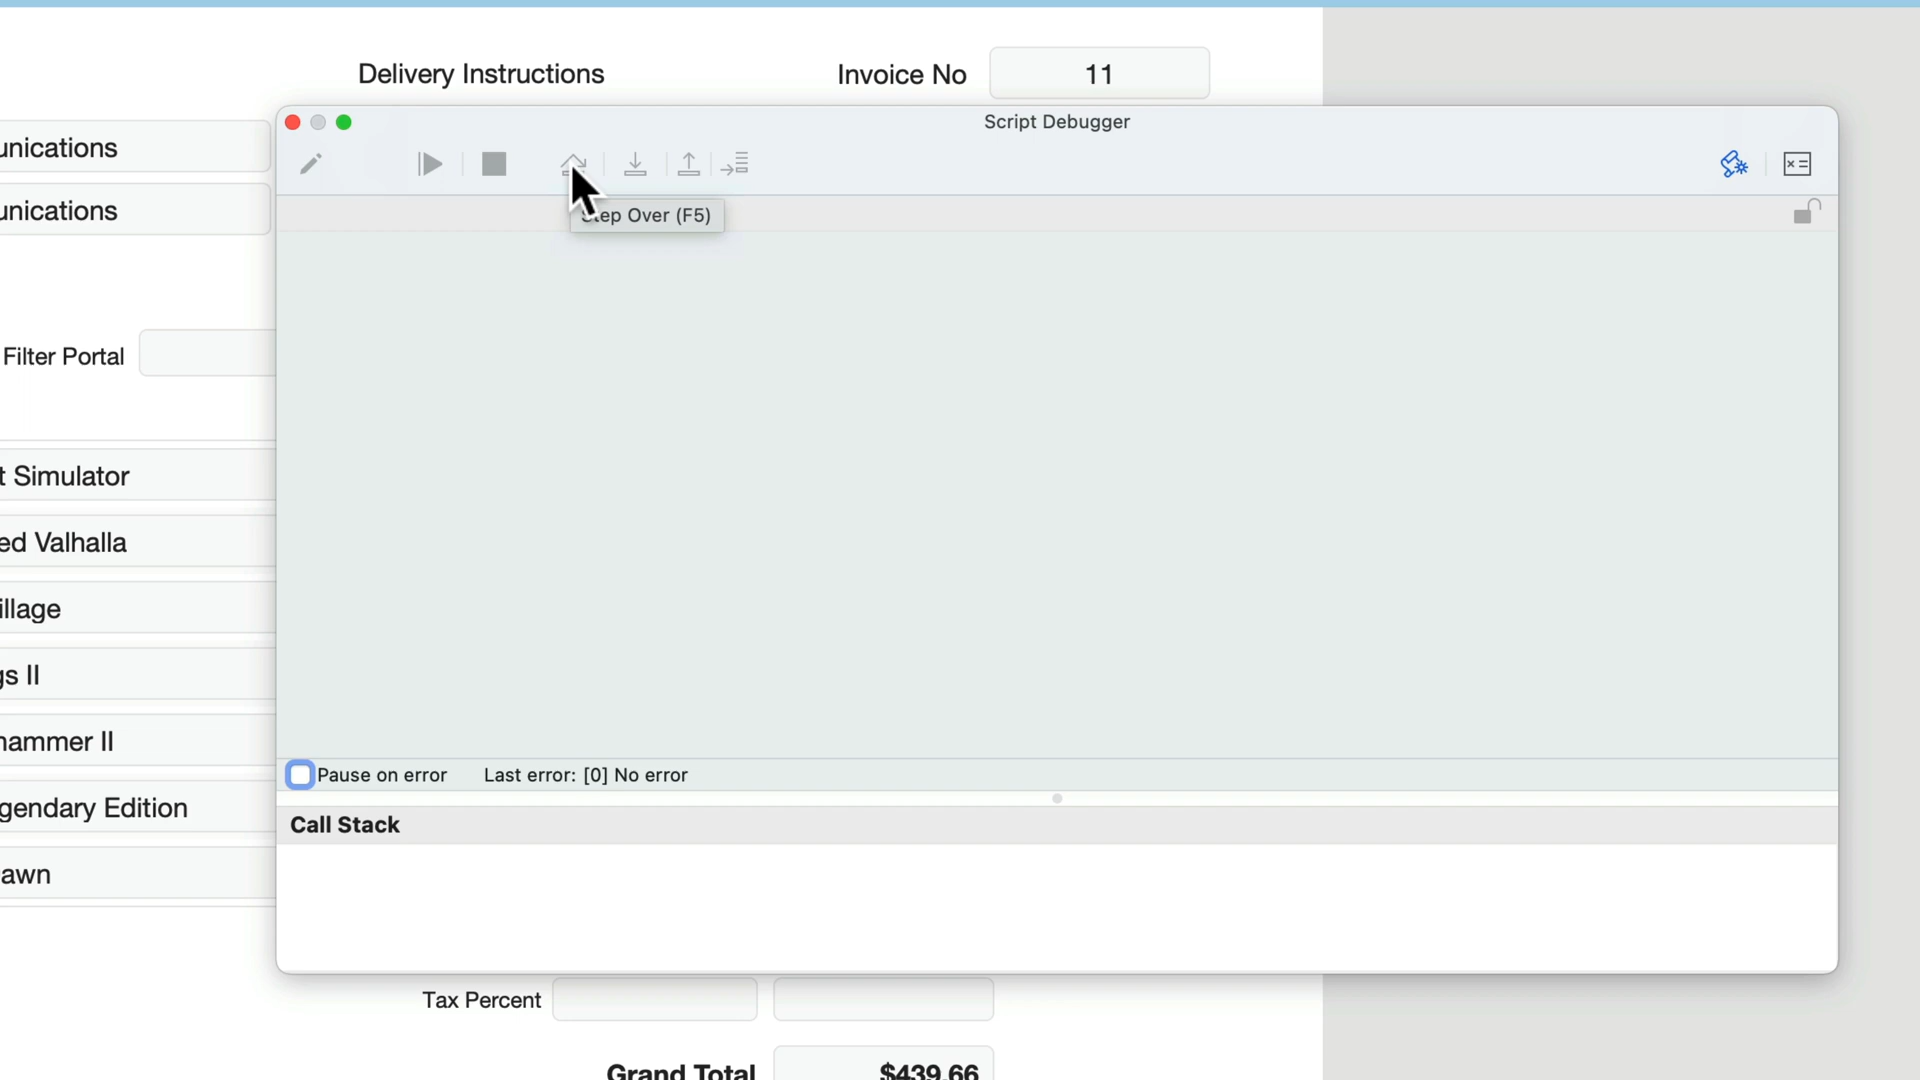 Delivery Instructions
Invoice No
11
Script Debugger
unications
unications
Step Over (F5)
Filter Portal
t Simulator
ed Valhalla
illage
gs II
hammer II
Pause on error
Last error: [0] No error
gendary Edition
Call Stack
awn
Tax Percent
Grand Total
$439.66